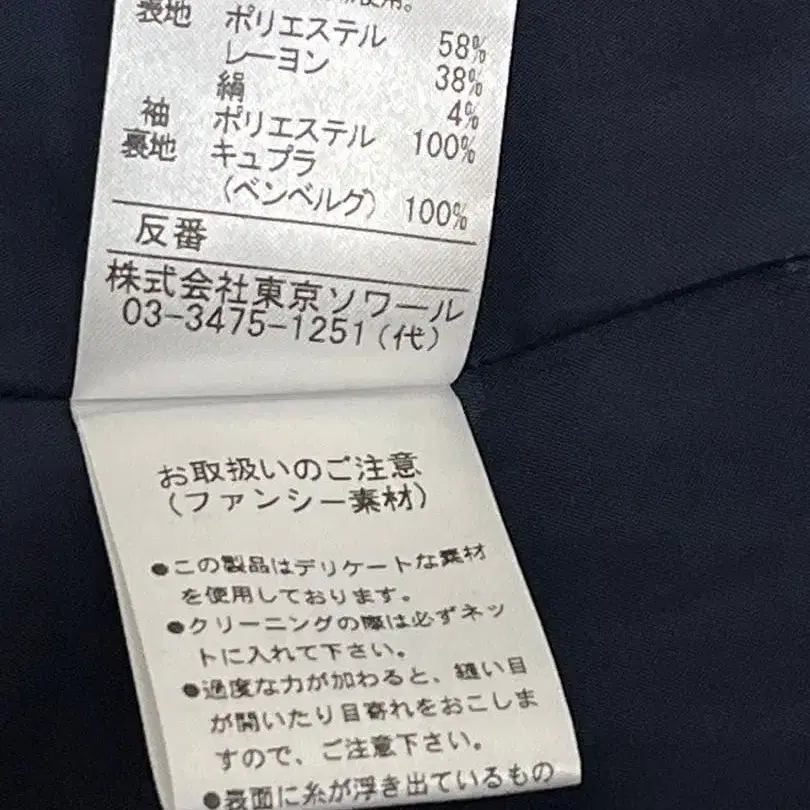 使用。
表地 ポリエステル 58%
レーヨン 38%
絹 4%
袖 ポリエステル 100%
裏地 キュプラ
(ベンベルグ) 100%
反番
株式会社東京ソワール
03-3475-1251(代)
お取扱いのご注意
(ファンシー素材)
●この製品はデリケートな素材
を使用しております。
●クリーニングの際は必ずネッ
トに入れて下さい。
●過度な力が加わると、縫い目
が開いたり目寄れをおこしま
すので、ご注意下さい。
●表面に糸が浮き出ているもの